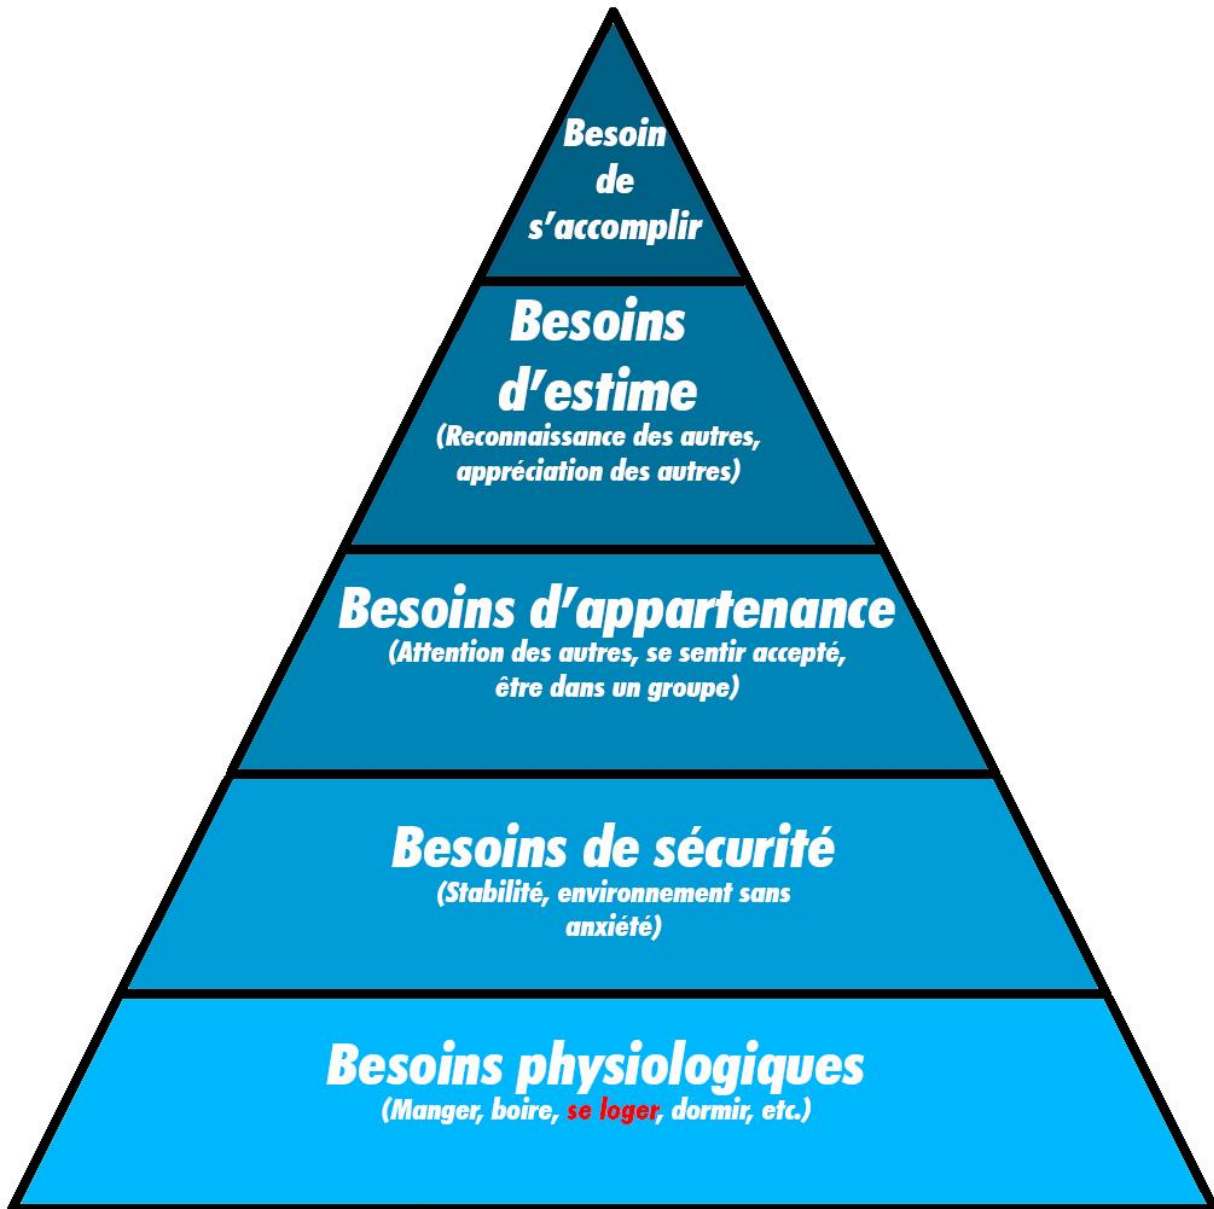 Besoin
de
s'accomplir
Besoins
d'estime
(Reconnaissance des autres,
appréciation des autres)
Besoins d'appartenance
(Attention des autres, se sentir accepté,
être dans un groupe)
Besoins de sécurité
(Stabilité, environnement sans
anxiété)
Besoins physiologiques
(Manger, boire, se loger, dormir, etc.)